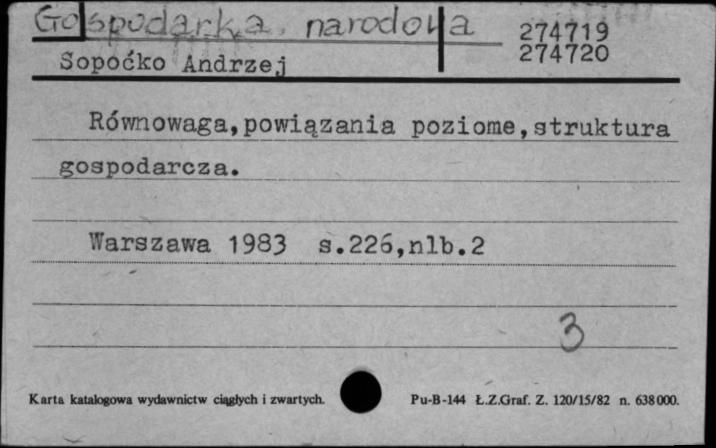 Gospodarka narodowa
274719
274720
Sopoćko Andrzej
Równowaga,powiązania poziome,struktura
gospodarcza.
Warszawa 1983 s.226,nlb.2
3
Karta katalogowa wydawnictw ciągłych i zwartych.
Pu-B-144 Ł.Z.Graf. Z. 120/15/82 n. 638000.